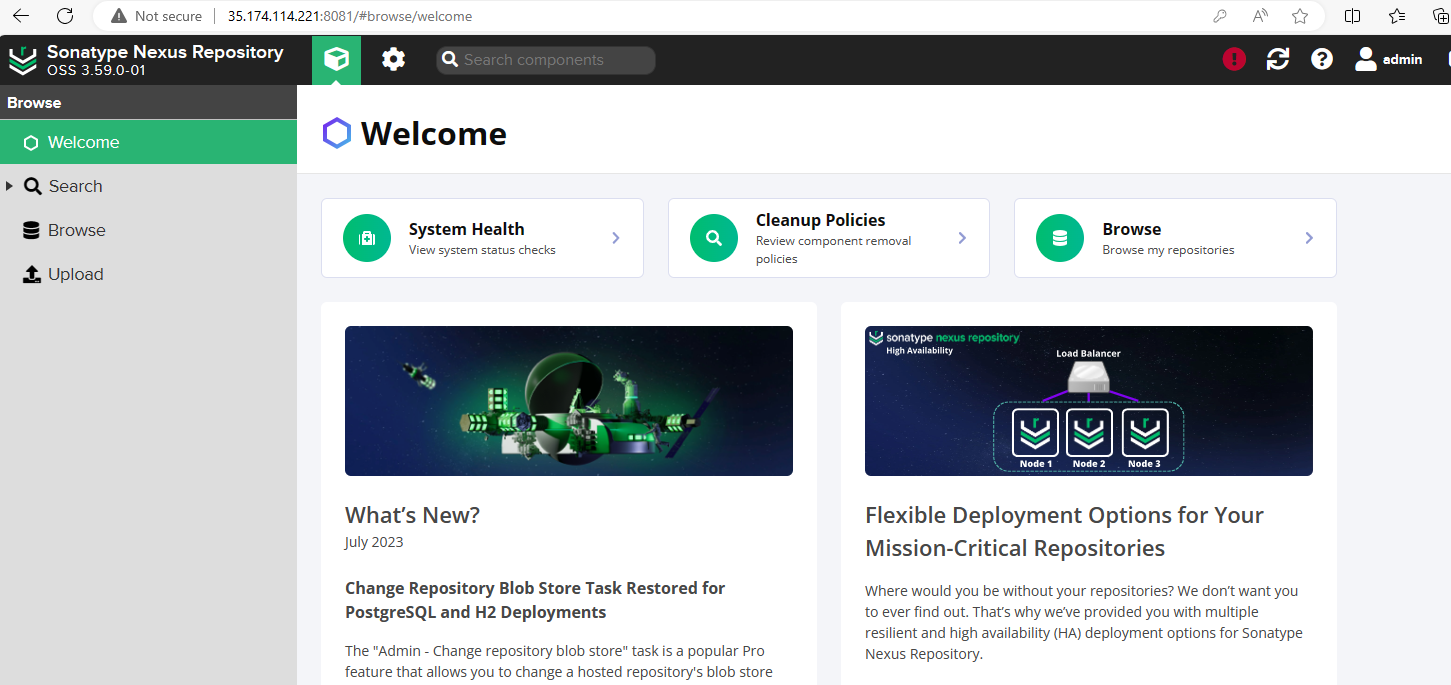 Not secure 35.174.114.221:8081/#browse/welcome
Sonatype Nexus Repository
OSS 3.59.0-01
Search components
admin
Browse
Welcome
Search
Browse
Upload
Welcome
System Health
View system status checks
Cleanup Policies
Review component removal
policies
Browse
Browse my repositories
What’s New?
July 2023
Change Repository Blob Store Task Restored for
PostgreSQL and H2 Deployments
The "Admin - Change repository blob store" task is a popular Pro
feature that allows you to change a hosted repository's blob store
sonatype nexus repository
High Availability
Load Balancer
Node 1 Node 2 Node 3
Flexible Deployment Options for Your
Mission-Critical Repositories
Where would you be without your repositories? We don’t want you
to ever find out. That’s why we’ve provided you with multiple
resilient and high availability (HA) deployment options for Sonatype
Nexus Repository.